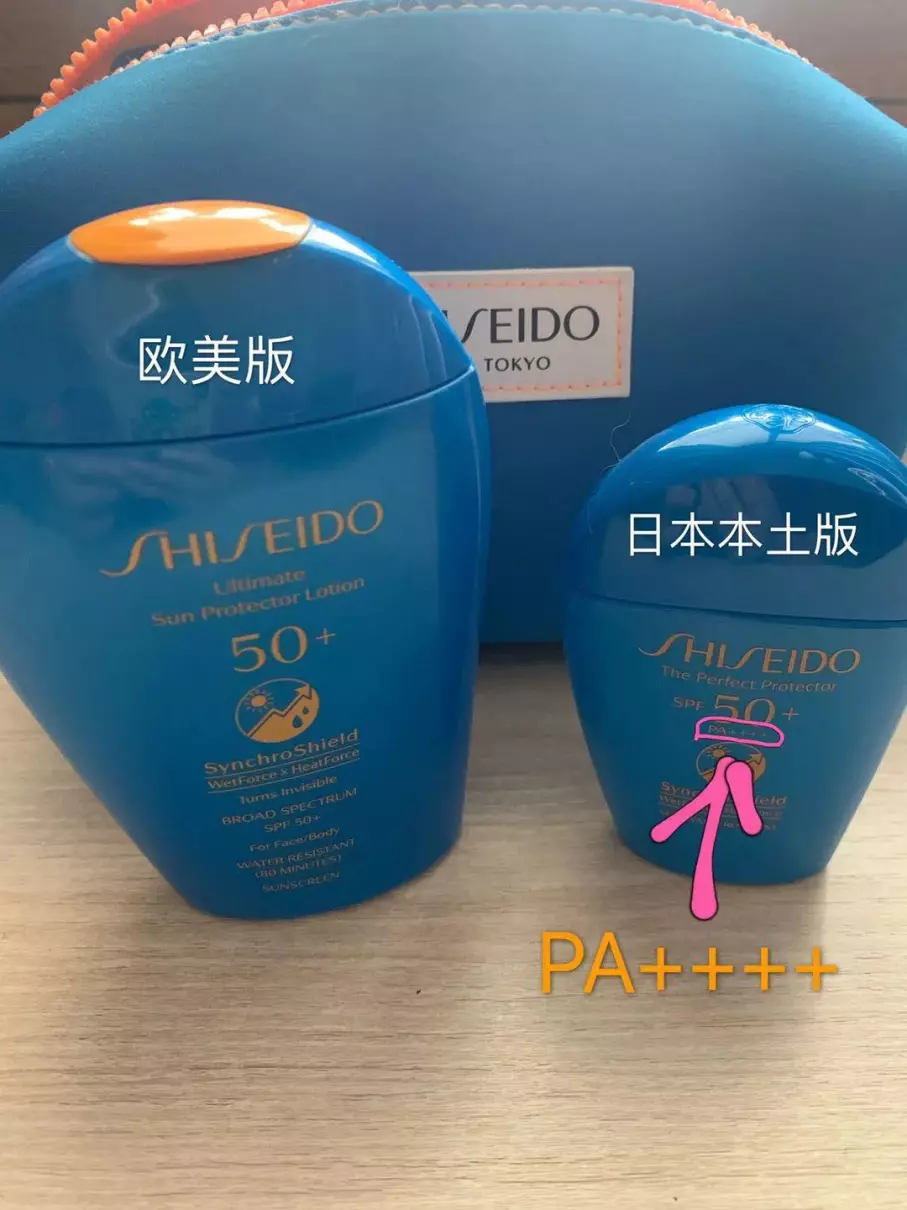 SEIDO
TOKYO
欧美版
SHISEIDO
Ultimate
Sun Protector Lotion
50+
SynchroShield
WetForce x HeatForce
Turns Invisible
BROAD SPECTRUM
SPF 50+
For Face/Body
WATER RESISTANT
(80 MINUTES)
SUNSCREEN
日本本土版
SHISEIDO
The Perfect Protector
SPF 50+
PA++++
PA++++